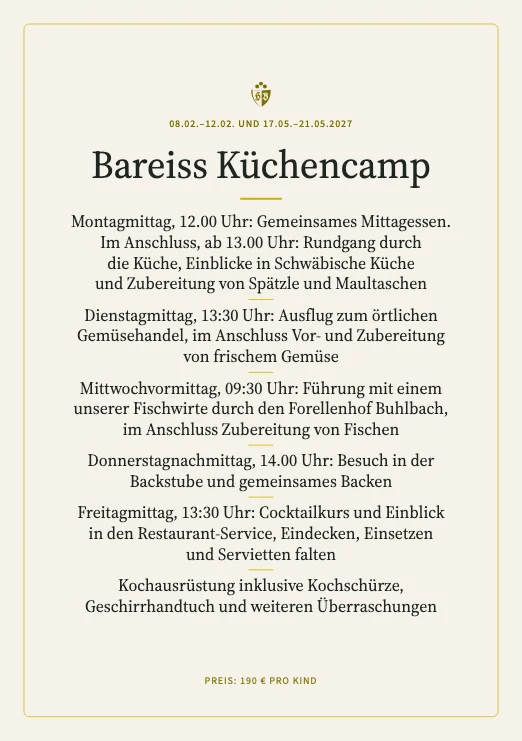 08.02.–12.02. UND 17.05.–21.05.2027
Bareiss Küchencamp
Montagmittag, 12.00 Uhr: Gemeinsames Mittagessen.
Im Anschluss, ab 13.00 Uhr: Rundgang durch
die Küche, Einblicke in Schwäbische Küche
und Zubereitung von Spätzle und Maultaschen
Dienstagmittag, 13:30 Uhr: Ausflug zum örtlichen
Gemüsehandel, im Anschluss Vor- und Zubereitung
von frischem Gemüse
Mittwochvormittag, 09:30 Uhr: Führung mit einem
unserer Fischwirte durch den Forellenhof Buhlbach,
im Anschluss Zubereitung von Fischen
Donnerstagnachmittag, 14.00 Uhr: Besuch in der
Backstube und gemeinsames Backen
Freitagmittag, 13:30 Uhr: Cocktailkurs und Einblick
in den Restaurant-Service, Eindecken, Einsetzen
und Servietten falten
Kochausrüstung inklusive Kochschürze,
Geschirrhandtuch und weiteren Überraschungen
PREIS: 190 € PRO KIND